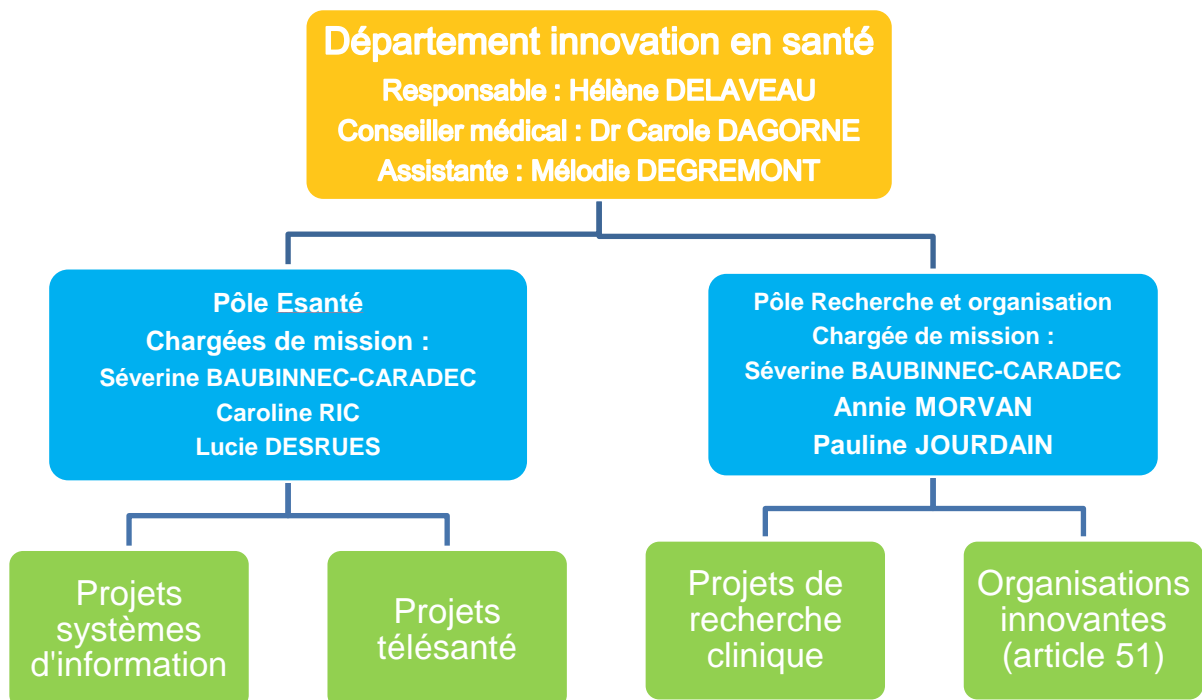 Département innovation en santé
Responsable : Hélène DELAVEAU
Conseiller médical : Dr Carole DAGORNE
Assistante : Mélodie DEGREMONT
Pôle Esanté
Chargées de mission :
Séverine BAUBINNEC-CARADEC
Caroline RIC
Lucie DESRUES
Pôle Recherche et organisation
Chargée de mission :
Séverine BAUBINNEC-CARADEC
Annie MORVAN
Pauline JOURDAIN
Projets
systèmes
d'information
Projets
télésanté
Projets de
recherche
clinique
Organisations
innovantes
(article 51)